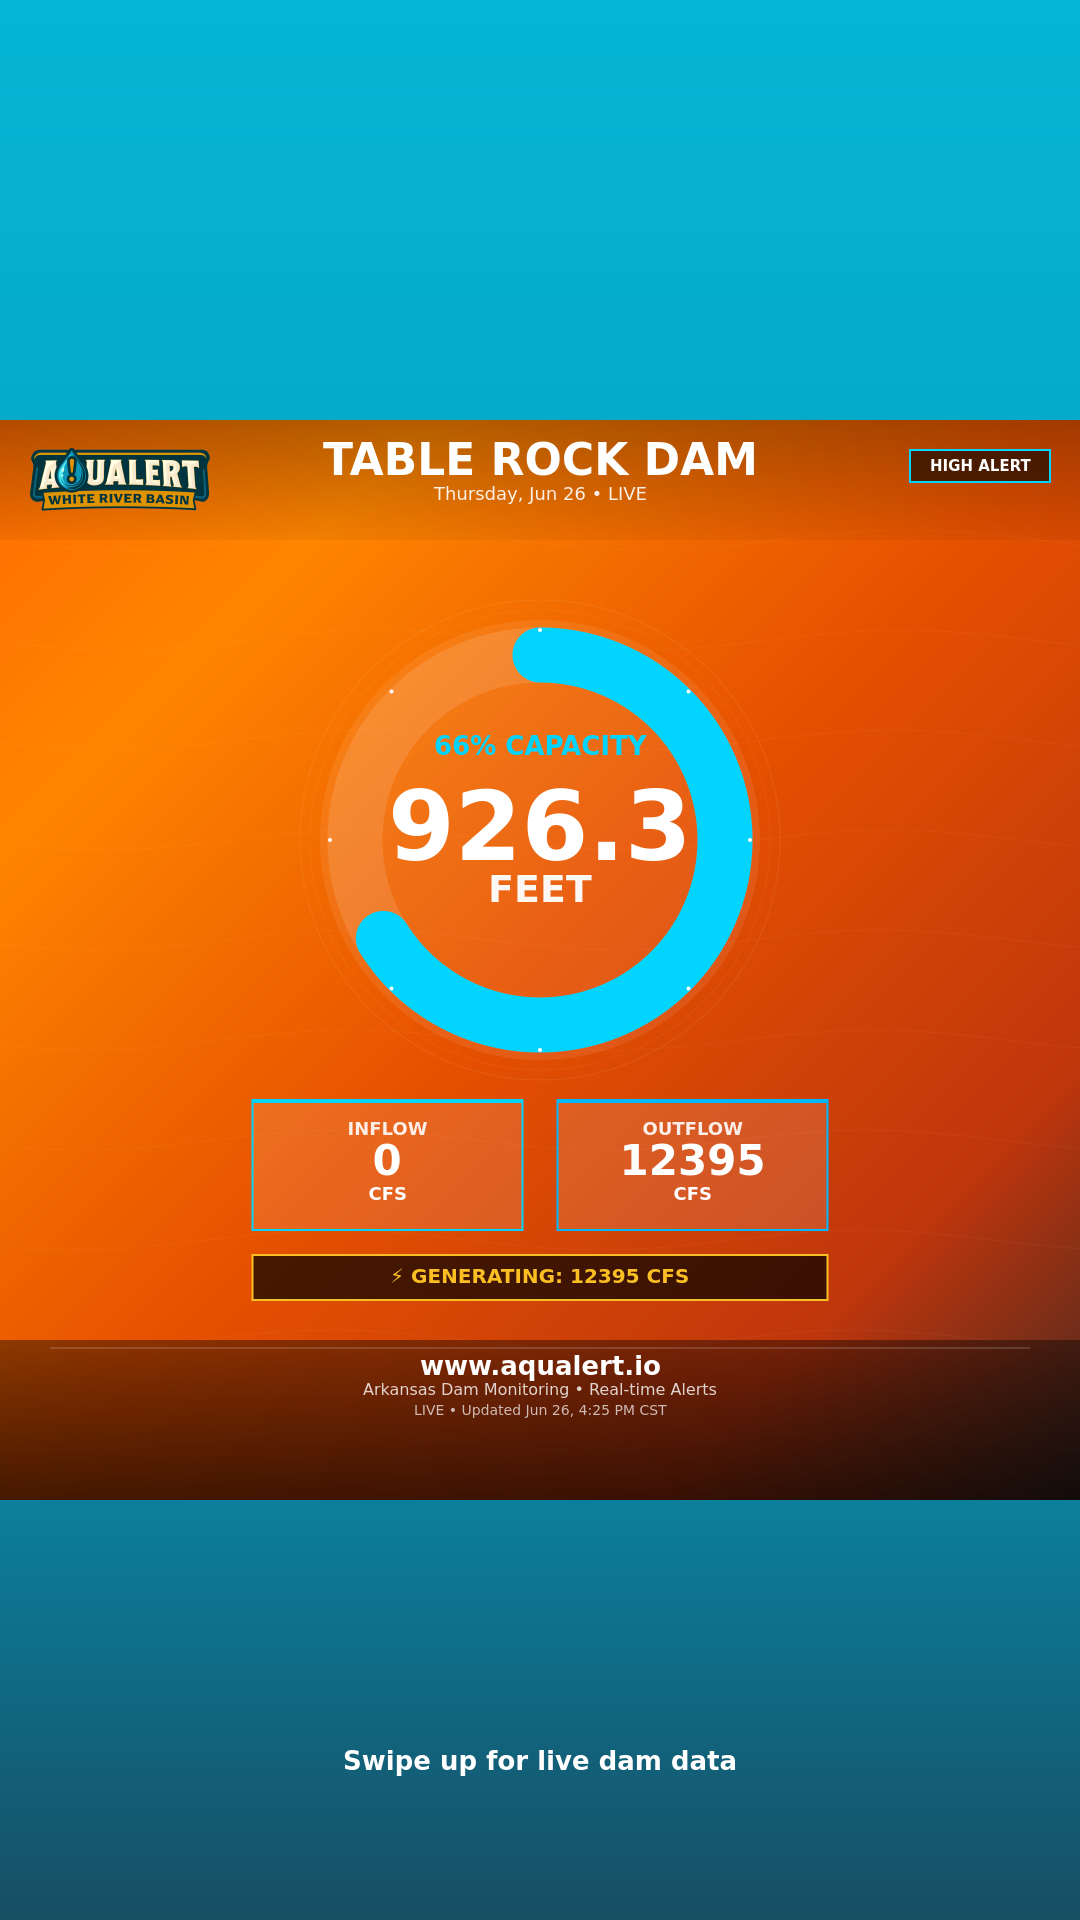 AQUALERT
WHITE RIVER BASIN
TABLE ROCK DAM
Thursday, Jun 26 • LIVE
HIGH ALERT
66% CAPACITY
926.3
FEET
INFLOW
0
CFS
OUTFLOW
12395
CFS
⚡ GENERATING: 12395 CFS
www.aqualert.io
Arkansas Dam Monitoring • Real-time Alerts
LIVE • Updated Jun 26, 4:25 PM CST
Swipe up for live dam data